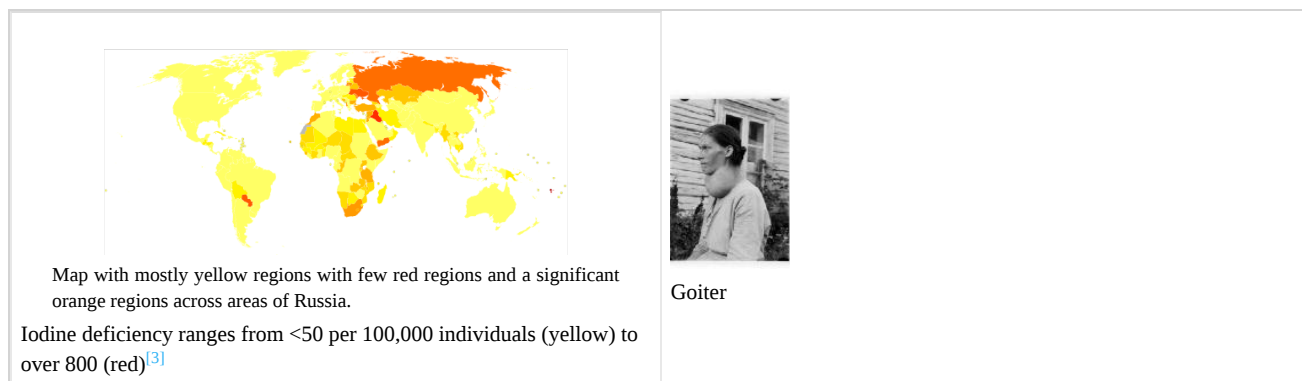 Map with mostly yellow regions with few red regions and a significant
orange regions across areas of Russia.
Iodine deficiency ranges from <50 per 100,000 individuals (yellow) to
over 800 (red)[3]
Goiter